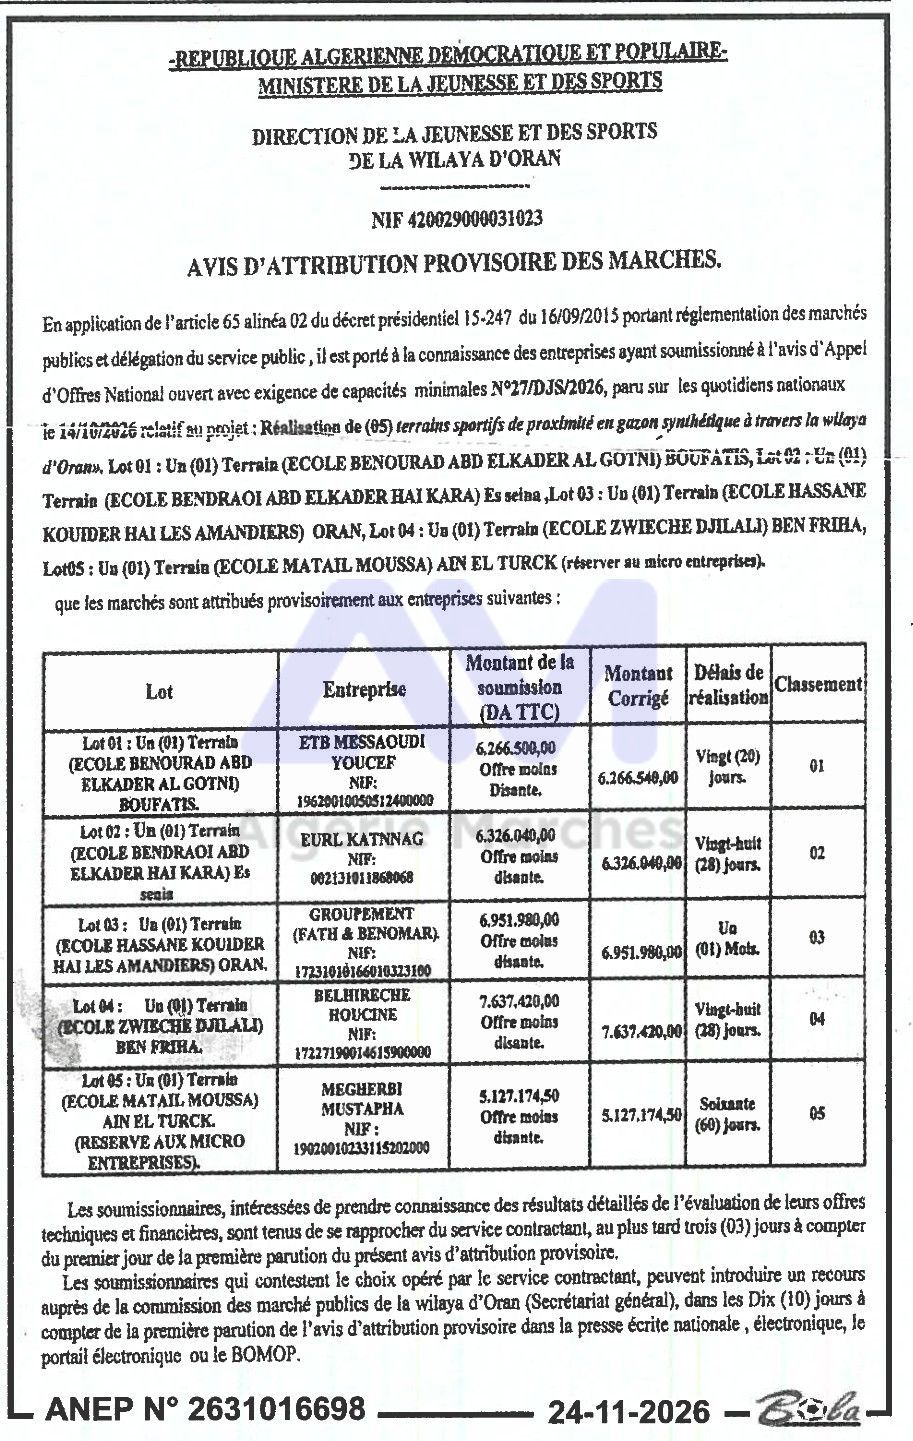 -REPUBLIQUE ALGERIENNE DEMOCRATIQUE ET POPULAIRE-
MINISTERE DE LA JEUNESSE ET DES SPORTS
DIRECTION DE LA JEUNESSE ET DES SPORTS
DE LA WILAYA D'ORAN
NIF 420029000031023
AVIS D'ATTRIBUTION PROVISOIRE DES MARCHES.
En application de l'article 65 alinéa 02 du décret présidentiel 15-247 du 16/09/2015 portant réglementation des marchés
publics et délégation du service public , il est porté à la connaissance des entreprises ayant soumissionné à l'avis d'Appel
d'Offres National ouvert avec exigence de capacités minimales N°27/DJS/2026, paru sur les quotidiens nationaux
le 14/10/2026 relatif au projet : Réalisation de (05) terrains sportifs de proximité en gazon synthétique à travers la wilaya
d'Oran», Lot 01 : Un (01) Terrain (ECOLE BENOURAD ABD ELKADER AL GOTNI) BOUFATIS, Lot 02 : Un (01)
Terrain (ECOLE BENDRAOI ABD ELKADER HAI KARA) Es seina ,Lot 03 : Un (01) Terrain (ECOLE HASSANE
KOUIDER HAI LES AMANDIERS) ORAN, Lot 04 : Un (01) Terrain (ECOLE ZWIECHE DJILALI) BEN FRIHA,
Lot05 : Un (01) Terrain (ECOLE MATAIL MOUSSA) AIN EL TURCK (réserver au micro entreprises).
que les marchés sont attribués provisoirement aux entreprises suivantes :
Lot
Entreprise
Montant de la
soumission
(DA TTC)
Montant
Corrigé
Délais de
réalisation
Classement
Lot 01 : Un (01) Terrain
(ECOLE BENOURAD ABD
ELKADER AL GOTNI)
BOUFATIS.
ETB MESSAOUDI
YOUCEF
NIF:
19620010050512400000
6.266.500,00
Offre moins
Disante.
6.266.540,00
Vingt (20)
jours.
01
Lot 02 : Un (01) Terrain
(ECOLE BENDRAOI ABD
ELKADER HAI KARA) Es
senia
EURL KATNNAG
NIF:
002131011868068
6.326.040,00
Offre moins
disante.
6.326.040,00
Vingt-huit
(28) jours.
02
Lot 03 : Un (01) Terrain
(ECOLE HASSANE KOUIDER
HAI LES AMANDIERS) ORAN.
GROUPEMENT
(FATH & BENOMAR).
NIF:
17231010166010323100
6.951.980,00
Offre moins
disante.
6.951.980,00
Un
(01) Mois.
03
Lot 04 : Un (01) Terrain
(ECOLE ZWIECHE DJILALI)
BEN FRIHA.
BELHIRECHE
HOUCINE
NIF:
17227190014615900000
7.637.420,00
Offre moins
disante.
7.637.420,00
Vingt-huit
(28) jours.
04
Lot 05 : Un (01) Terrain
(ECOLE MATAIL MOUSSA)
AIN EL TURCK.
(RESERVE AUX MICRO
ENTREPRISES).
MEGHERBI
MUSTAPHA
NIF :
19020010233115202000
5.127.174,50
Offre moins
disante.
5.127.174,50
Soixante
(60) jours.
05
Algerie Marches
Les soumissionnaires, intéressées de prendre connaissance des résultats détaillés de l'évaluation de leurs offres
techniques et financières, sont tenus de se rapprocher du service contractant, au plus tard trois (03) jours à compter
du premier jour de la première parution du présent avis d'attribution provisoire.
Les soumissionnaires qui contestent le choix opéré par le service contractant, peuvent introduire un recours
auprès de la commission des marché publics de la wilaya d'Oran (Secrétariat général), dans les Dix (10) jours à
compter de la première parution de l'avis d'attribution provisoire dans la presse écrite nationale , électronique, le
portail électronique ou le BOMOP.
ANEP N° 2631016698
24-11-2026
Bola